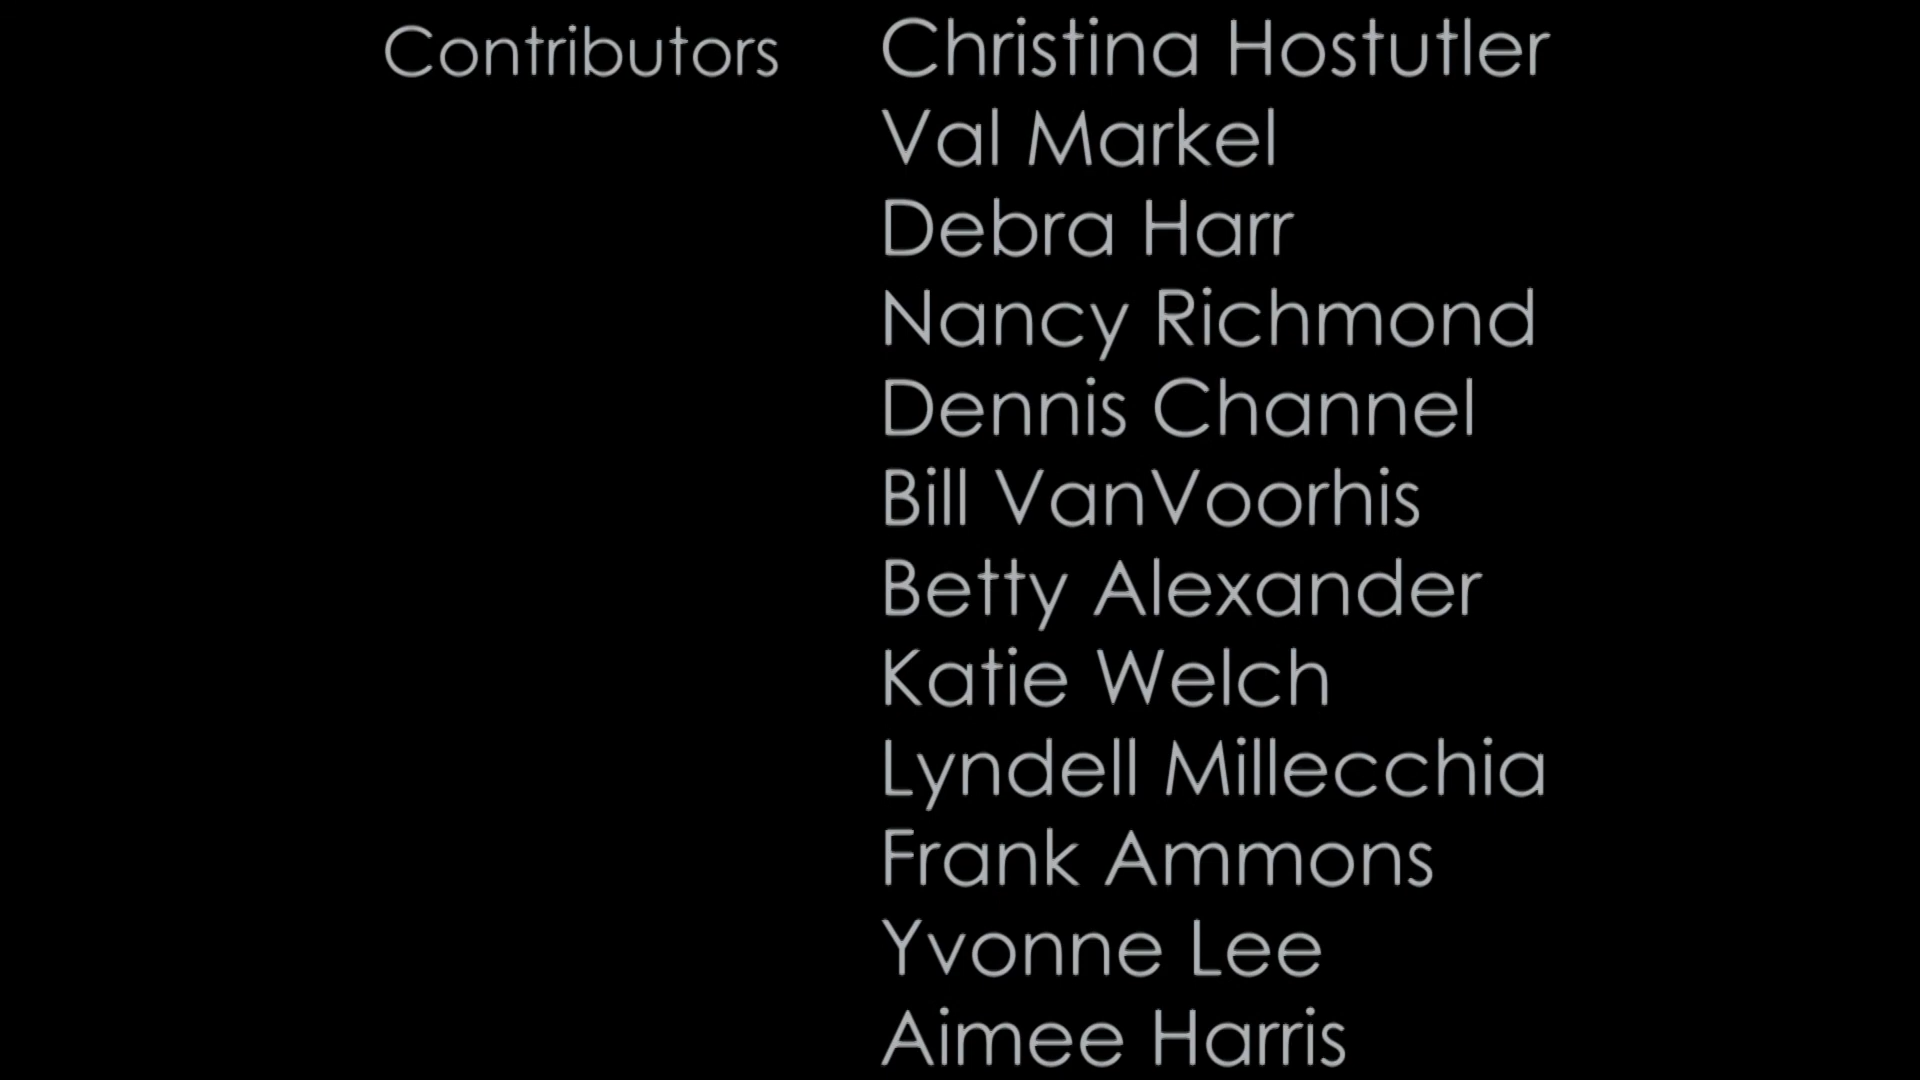 Contributors Christina Hostutler
Val Markel
Debra Harr
Nancy Richmond
Dennis Channel
Bill VanVoorhis
Betty Alexander
Katie Welch
Lyndell Millecchia
Frank Ammons
Yvonne Lee
Aimee Harris